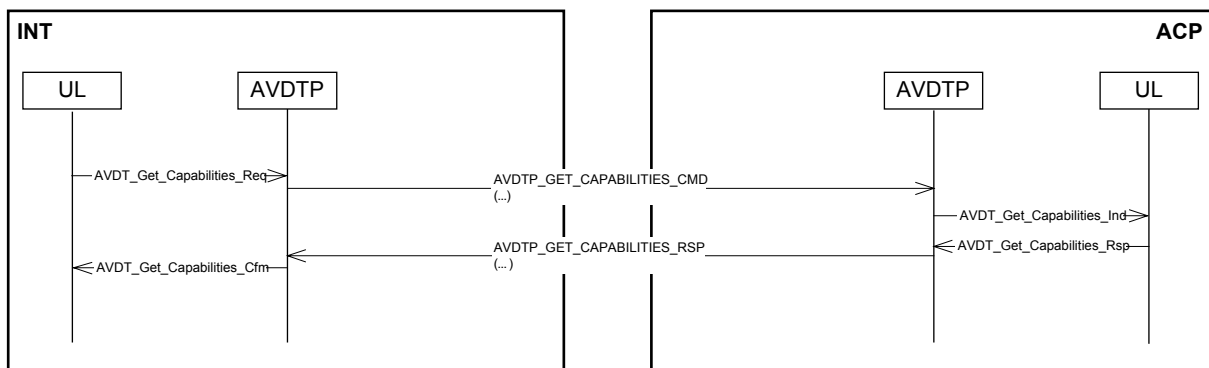 INT
ACP
UL
AVDTP
AVDTP
UL
AVDT_Get_Capabilities_Req
AVDTP_GET_CAPABILITIES_CMD
(...)
AVDT_Get_Capabilities_Ind
AVDTP_GET_CAPABILITIES_RSP
(... )
AVDT_Get_Capabilities_Rsp
AVDT_Get_Capabilities_Cfm